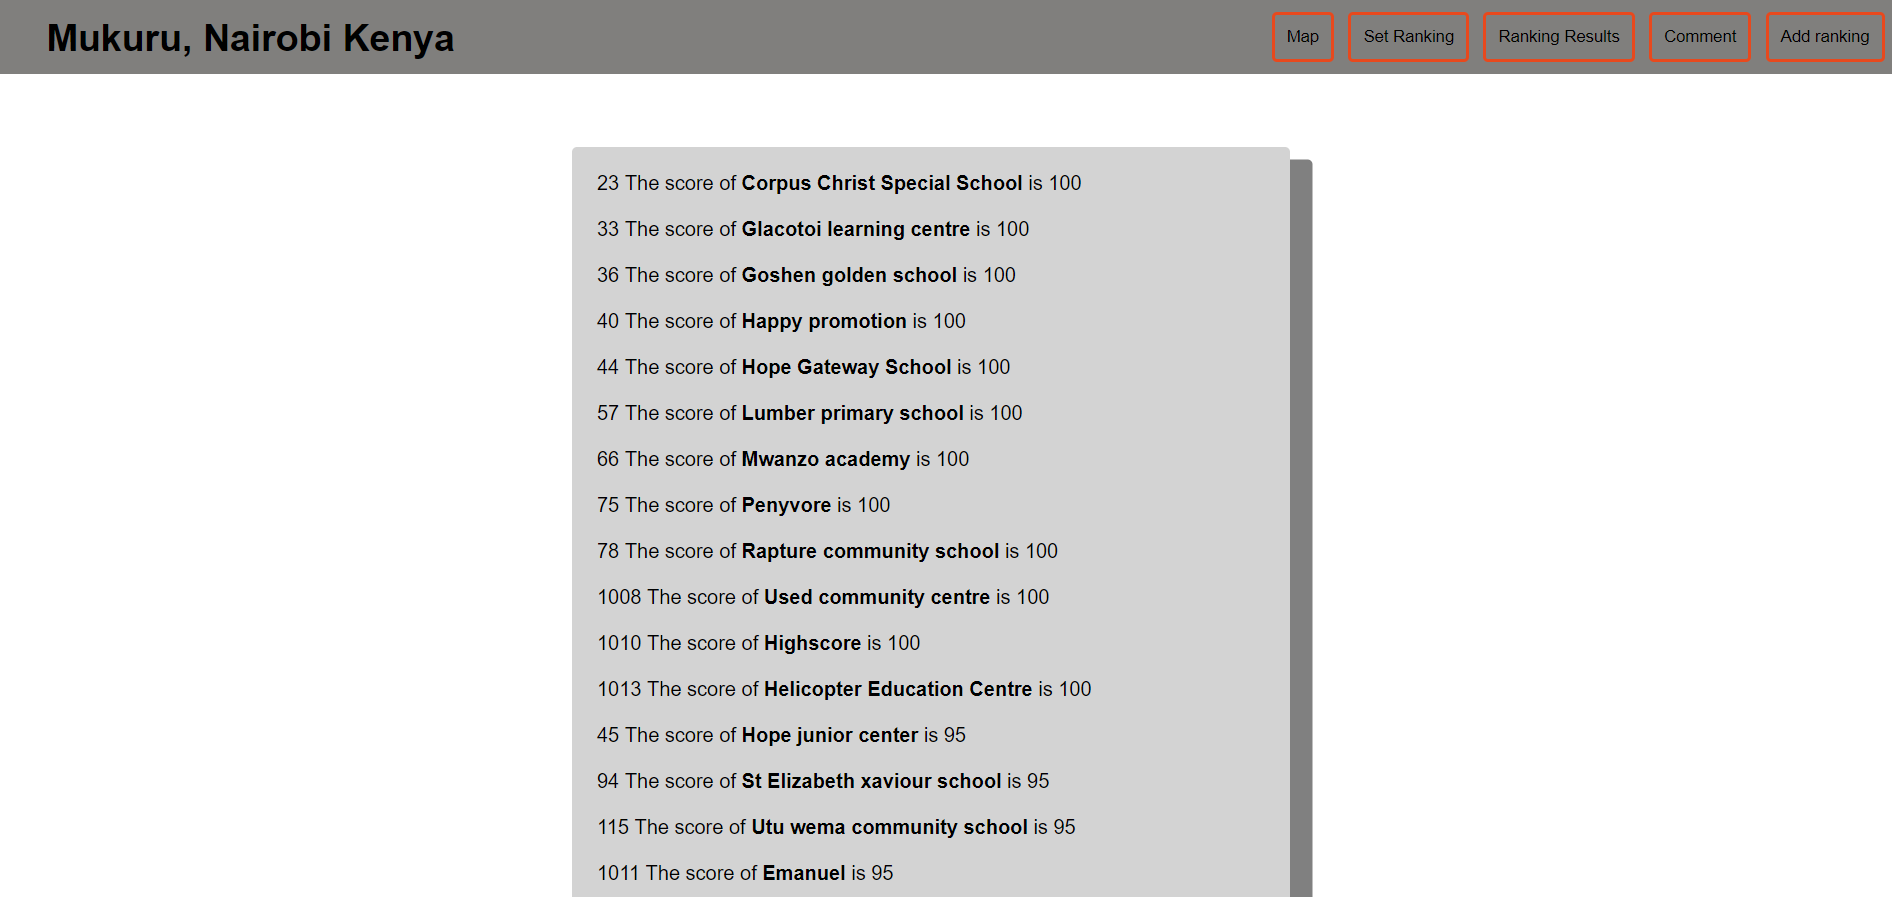 Mukuru, Nairobi Kenya
Map
Set Ranking
Ranking Results
Comment
Add ranking
23 The score of Corpus Christ Special School is 100
33 The score of Glacotoi learning centre is 100
36 The score of Goshen golden school is 100
40 The score of Happy promotion is 100
44 The score of Hope Gateway School is 100
57 The score of Lumber primary school is 100
66 The score of Mwanzo academy is 100
75 The score of Penyvore is 100
78 The score of Rapture community school is 100
1008 The score of Used community centre is 100
1010 The score of Highscore is 100
1013 The score of Helicopter Education Centre is 100
45 The score of Hope junior center is 95
94 The score of St Elizabeth xaviour school is 95
115 The score of Utu wema community school is 95
1011 The score of Emanuel is 95